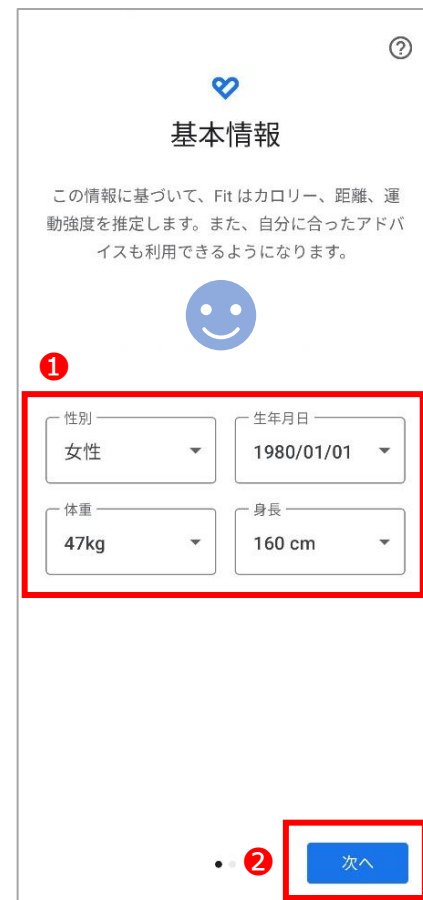 基本情報
この情報に基づいて、Fit はカロリー、距離、運
動強度を推定します。また、自分に合ったアドバ
イスも利用できるようになります。
❶
性別
女性
生年月日
1980/01/01
体重
47kg
身長
160 cm
❷
次へ